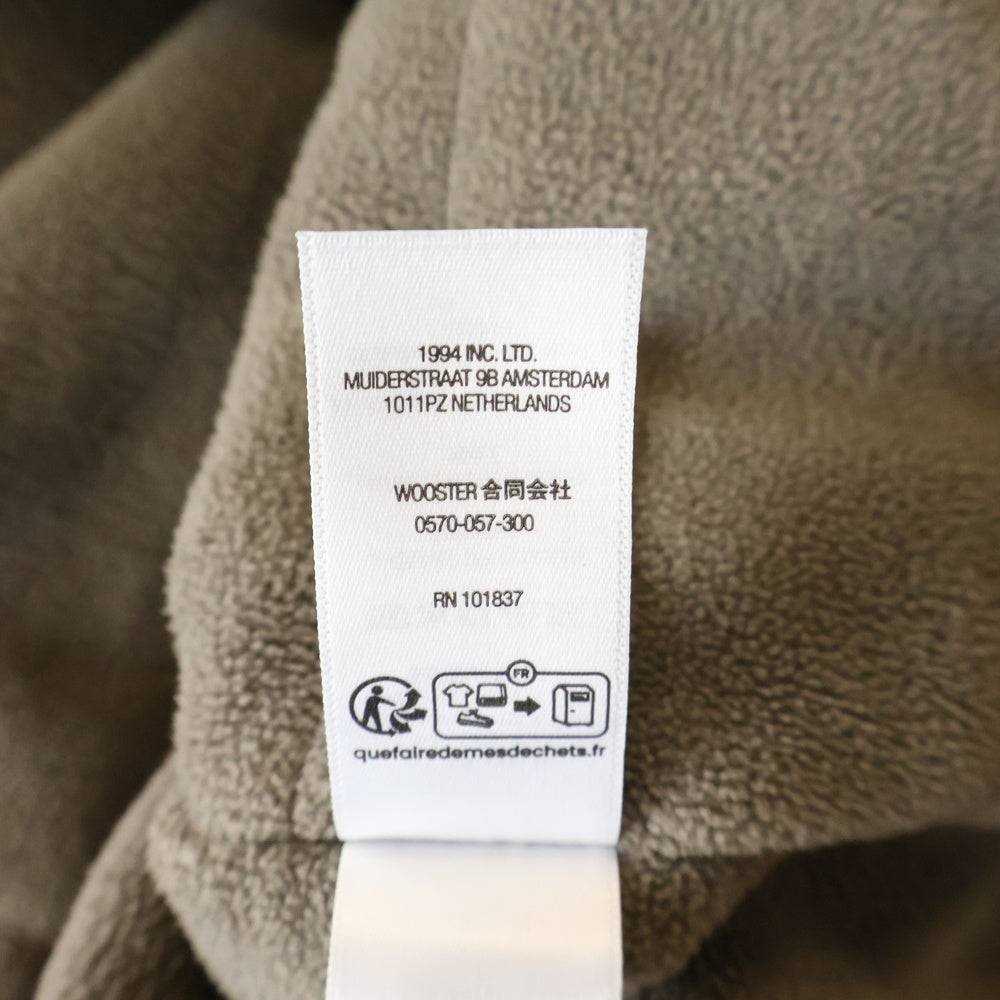 1994 INC. LTD.
MUIDERSTRAAT 9B AMSTERDAM
1011PZ NETHERLANDS
WOOSTER 合同会社
0570-057-300
RN 101837
FR
quefairedemesdechets.fr